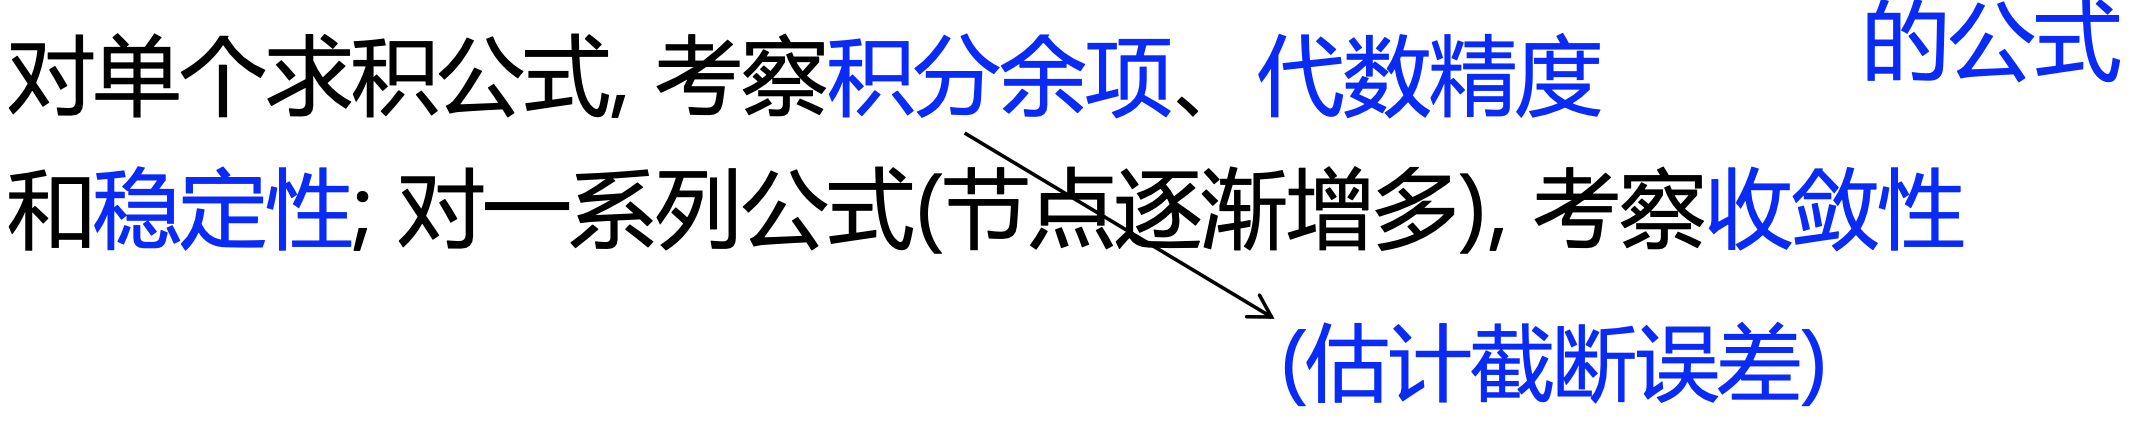 的公式
对单个求积公式, 考察积分余项、代数精度
和稳定性; 对一系列公式(节点逐渐增多), 考察收敛性
(估计截断误差)